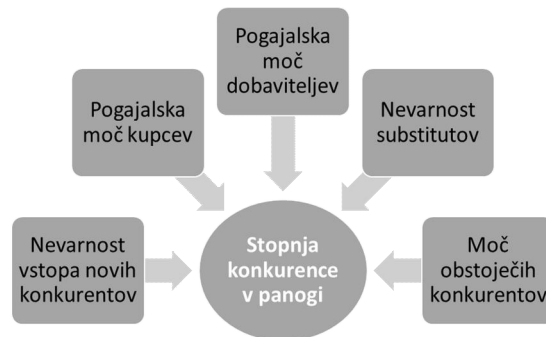 Pogajalska
moč
dobaviteljev
Pogajalska
moč kupcev
Nevarnost
substitutov
Nevarnost
vstopa novih
konkurentov
Stopnja
konkurence
v panogi
Moč
obstoječih
konkurentov